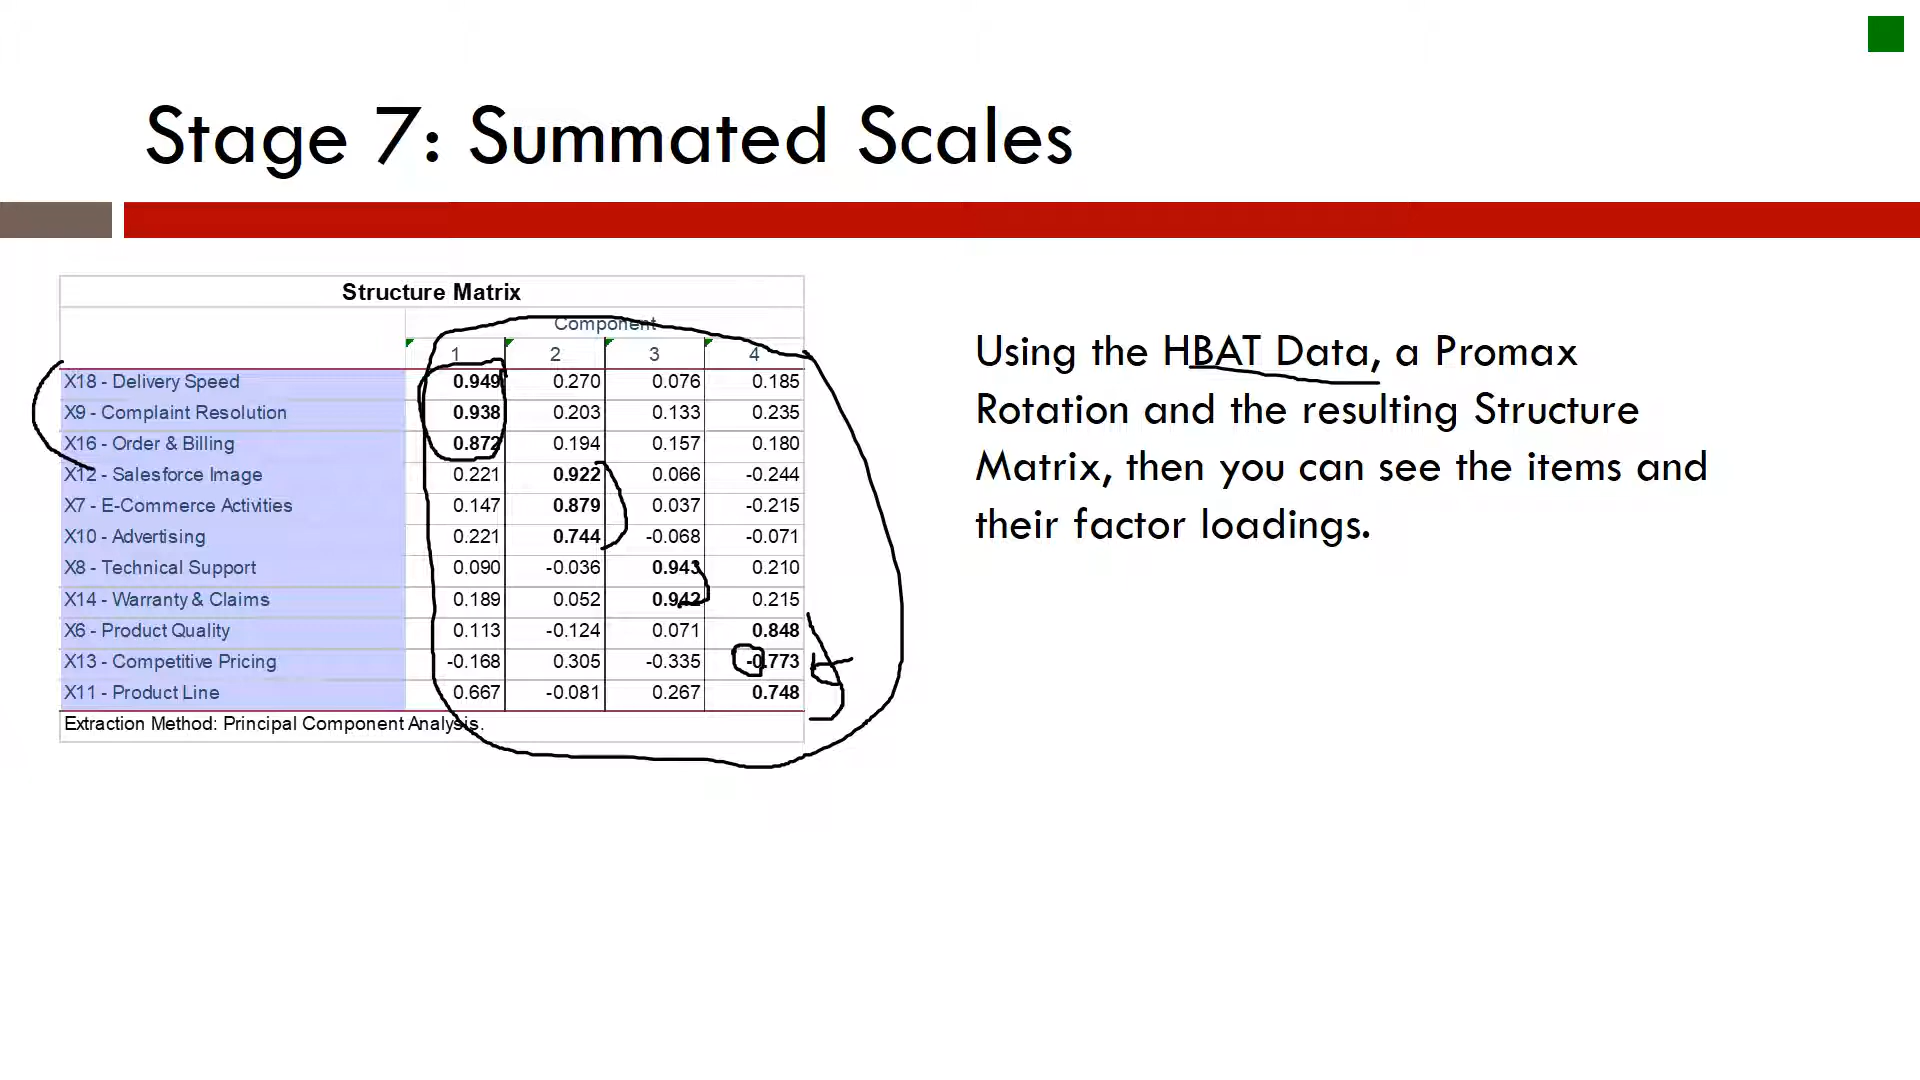 Stage 7: Summated Scales
Structure Matrix
Component
1 2 3 4
X18 - Delivery Speed 0.949 0.270 0.076 0.185
X9 - Complaint Resolution 0.938 0.203 0.133 0.235
X16 - Order & Billing 0.872 0.194 0.157 0.180
X12 - Salesforce Image 0.221 0.922 0.066 -0.244
X7 - E-Commerce Activities 0.147 0.879 0.037 -0.215
X10 - Advertising 0.221 0.744 -0.068 -0.071
X8 - Technical Support 0.090 -0.036 0.943 0.210
X14 - Warranty & Claims 0.189 0.052 0.942 0.215
X6 - Product Quality 0.113 -0.124 0.071 0.848
X13 - Competitive Pricing -0.168 0.305 -0.335 -0.773
X11 - Product Line 0.667 -0.081 0.267 0.748
Extraction Method: Principal Component Analysis.
Using the HBAT Data, a Promax
Rotation and the resulting Structure
Matrix, then you can see the items and
their factor loadings.